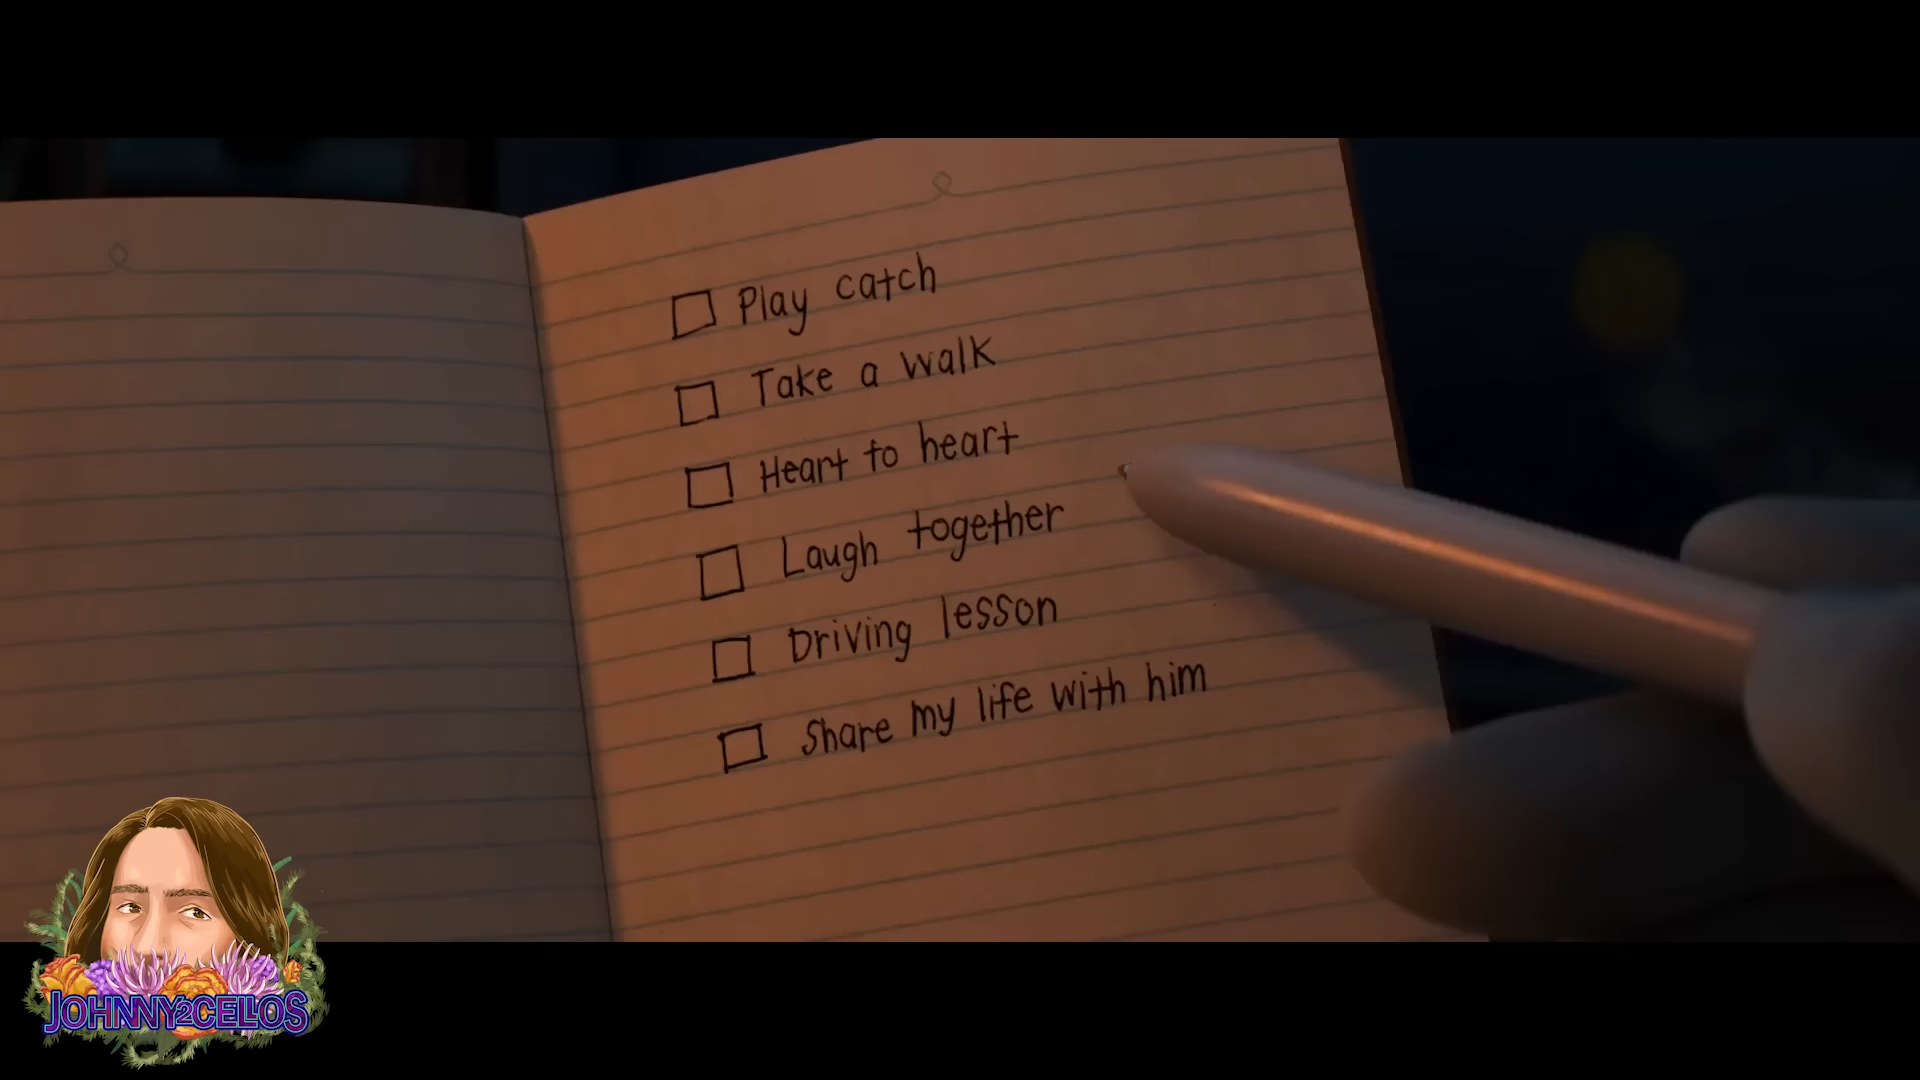 Play catch
Take a walk
Heart to heart
Laugh together
Driving lesson
Share my life with him
JOHNNY2CELLOS